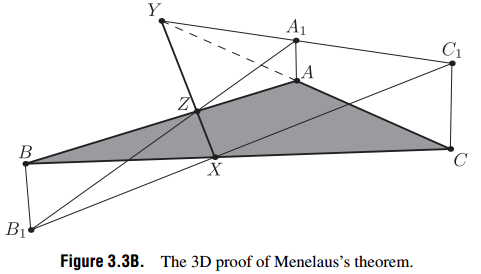 Y
A₁
C₁
A
Z
B
X
C
B₁
Figure 3.3B. The 3D proof of Menelaus's theorem.